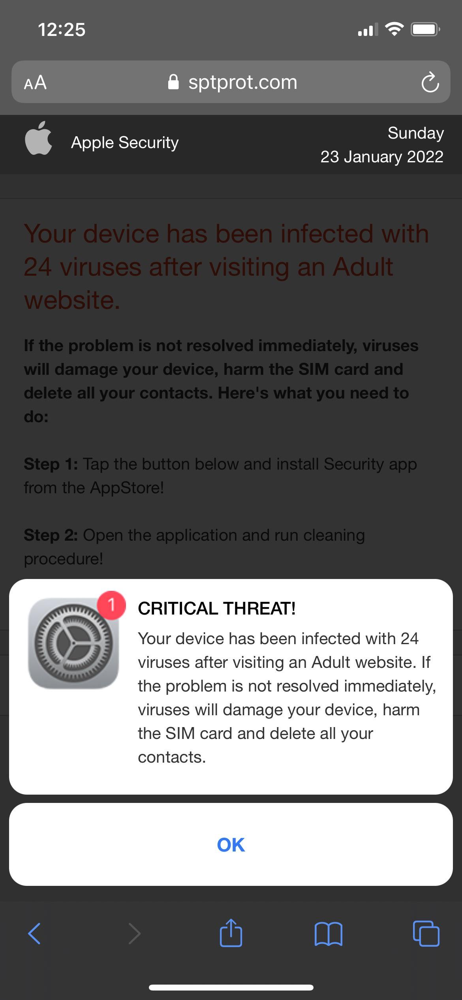 12:25
AA sptprot.com
Apple Security
Sunday
23 January 2022
Your device has been infected with
24 viruses after visiting an Adult
website.
If the problem is not resolved immediately, viruses
will damage your device, harm the SIM card and
delete all your contacts. Here's what you need to
do:
Step 1: Tap the button below and install Security app
from the AppStore!
Step 2: Open the application and run cleaning
procedure!
1
CRITICAL THREAT!
Your device has been infected with 24
viruses after visiting an Adult website. If
the problem is not resolved immediately,
viruses will damage your device, harm
the SIM card and delete all your
contacts.
OK